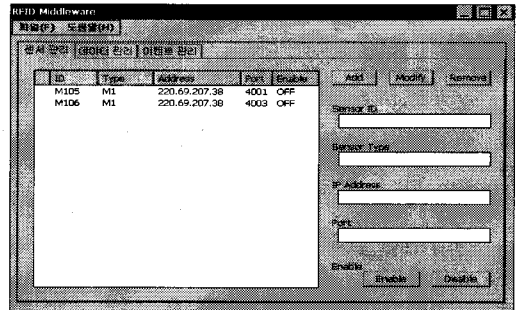 RFID Middleware
파일(F) 도움말(H)
센서 관리 데이터 관리 이벤트 관리
ID Type Address Port Enable
M105 M1 220.69.207.38 4001 OFF
M106 M1 220.69.207.38 4003 OFF
Add Modify Remove
Sensor ID
Sensor Type
IP Address
Port
Enable
Enable Disable